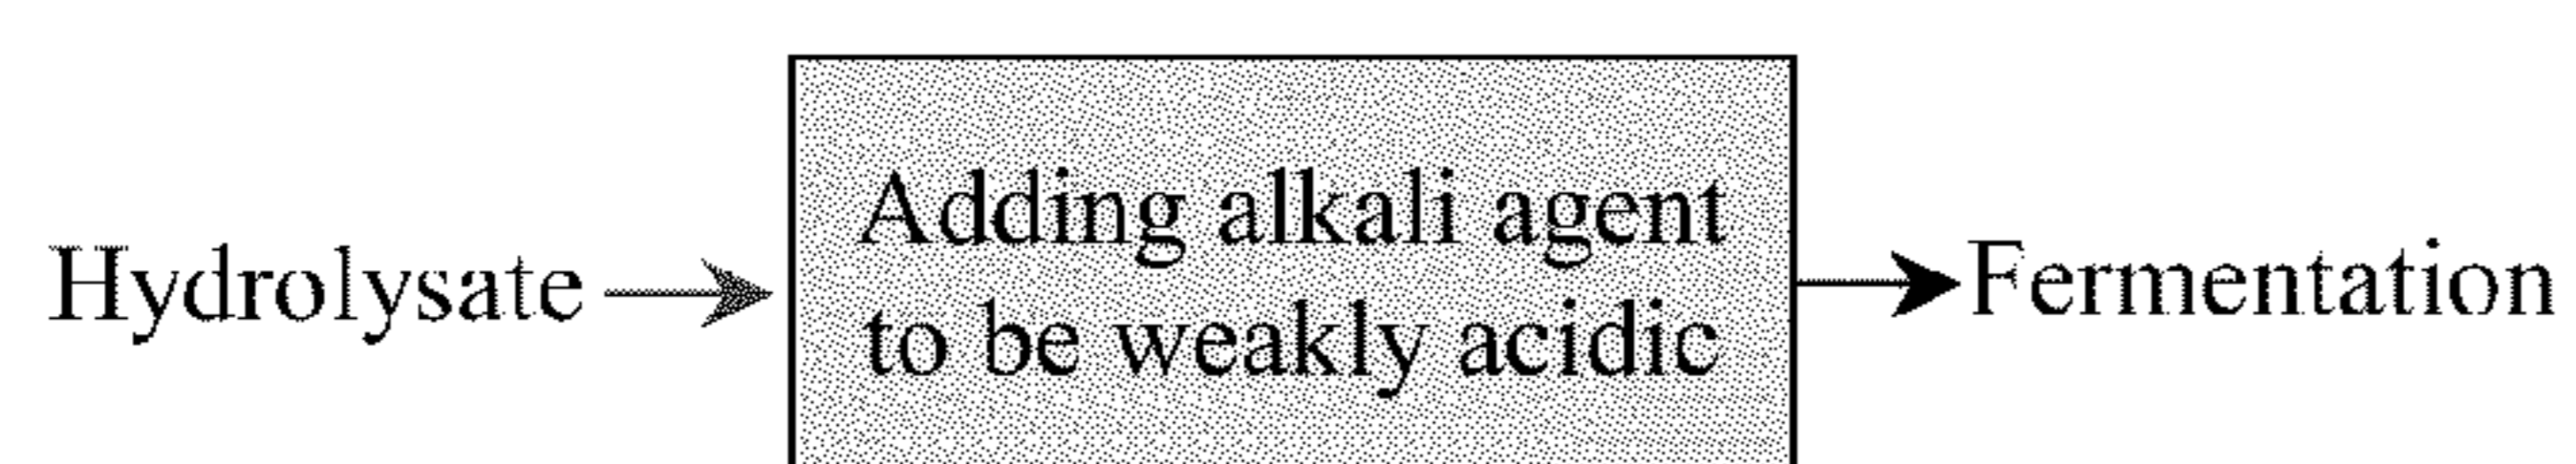 Hydrolysate
Adding alkali agent
to be weakly acidic
Fermentation